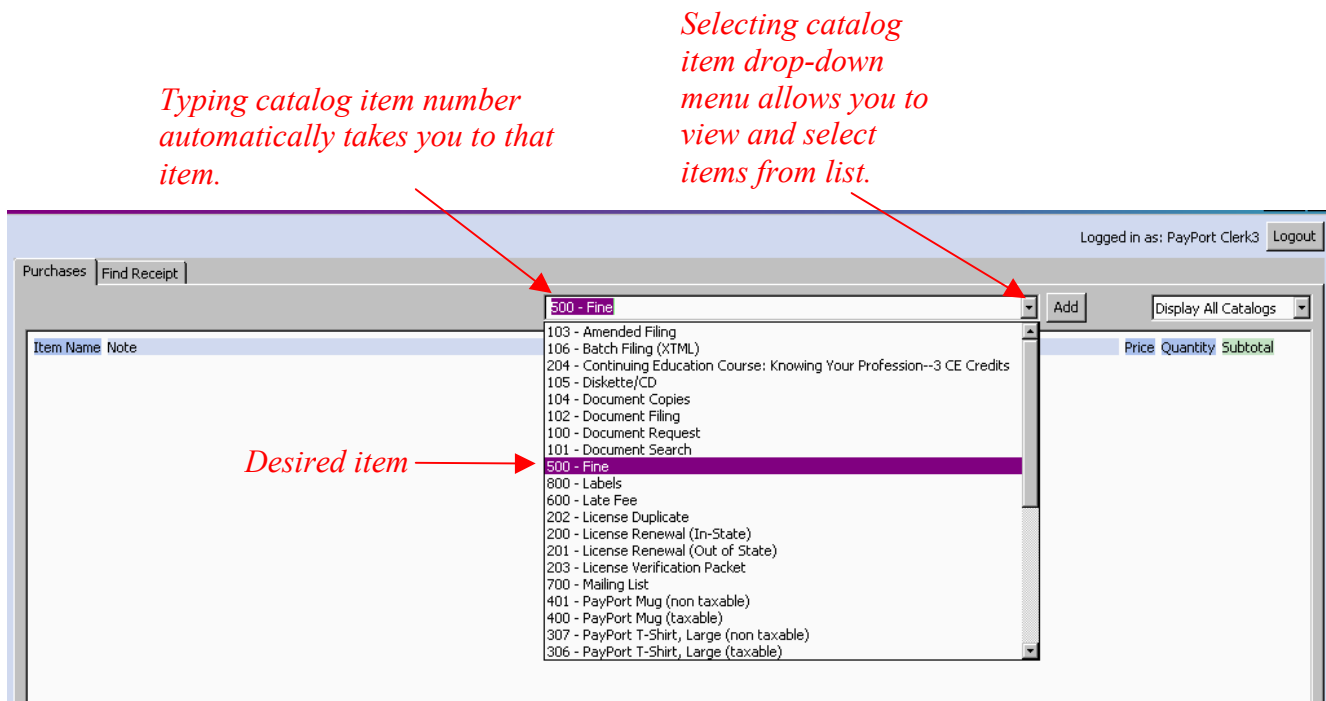 Selecting catalog
item drop-down
menu allows you to
view and select
items from list.
Typing catalog item number
automatically takes you to that
item.
Logged in as: PayPort Clerk3 Logout
Purchases Find Receipt
500 - Fine Add Display All Catalogs
Item Name Note Price Quantity Subtotal
103 - Amended Filing
106 - Batch Filing (XTML)
204 - Continuing Education Course: Knowing Your Profession--3 CE Credits
105 - Diskette/CD
104 - Document Copies
102 - Document Filing
100 - Document Request
101 - Document Search
Desired item
500 - Fine
800 - Labels
600 - Late Fee
202 - License Duplicate
200 - License Renewal (In-State)
201 - License Renewal (Out of State)
203 - License Verification Packet
700 - Mailing List
401 - PayPort Mug (non taxable)
400 - PayPort Mug (taxable)
307 - PayPort T-Shirt, Large (non taxable)
306 - PayPort T-Shirt, Large (taxable)